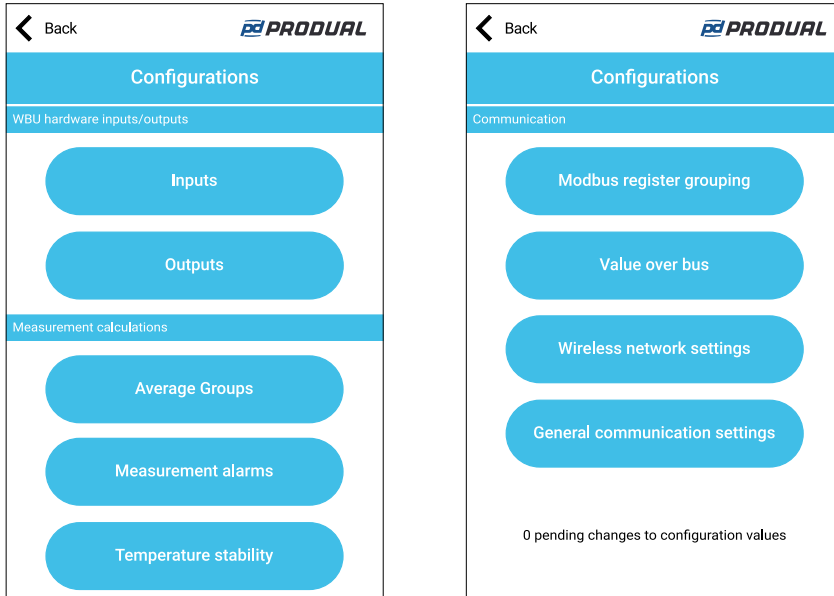 Back
pd PRODUAL
Configurations
WBU hardware inputs/outputs
Inputs
Outputs
Measurement calculations
Average Groups
Measurement alarms
Temperature stability
Back
pd PRODUAL
Configurations
Communication
Modbus register grouping
Value over bus
Wireless network settings
General communication settings
0 pending changes to configuration values